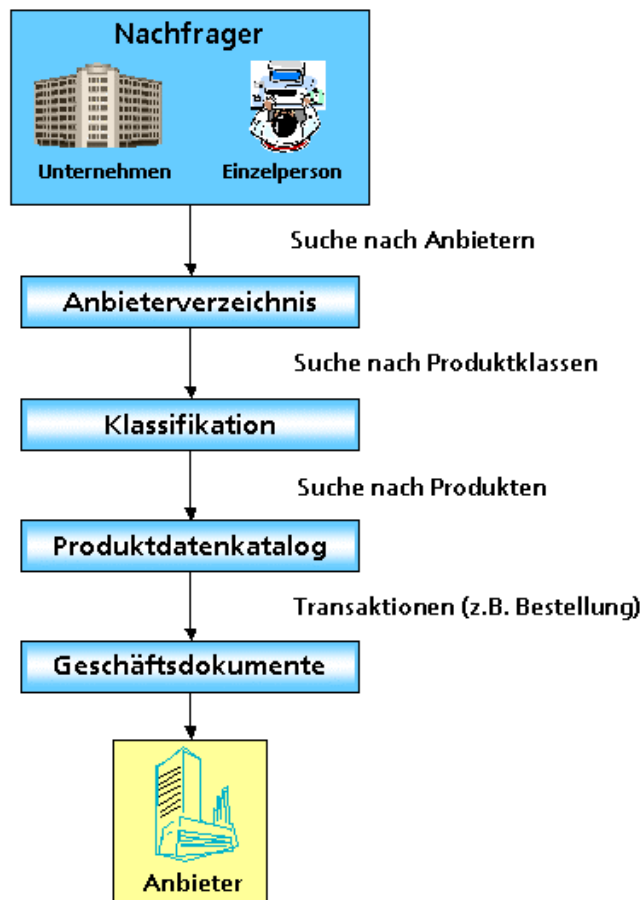 Nachfrager
Unternehmen Einzelperson
Suche nach Anbietern
Anbieterverzeichnis
Suche nach Produktklassen
Klassifikation
Suche nach Produkten
Produktdatenkatalog
Transaktionen (z.B. Bestellung)
Geschäftsdokumente
Anbieter